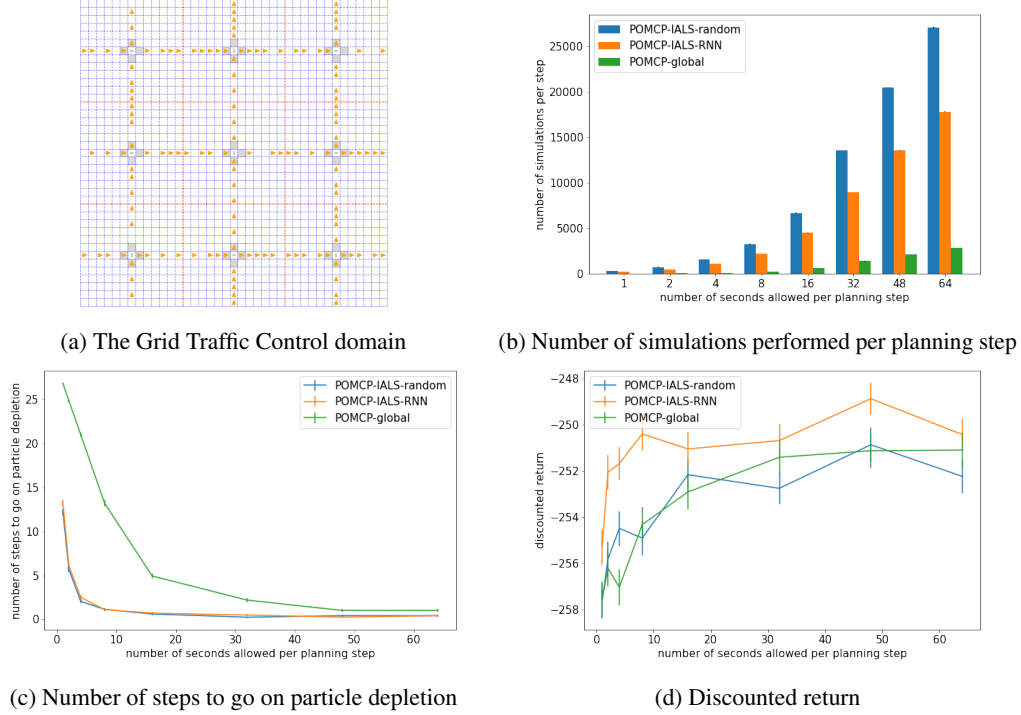 POMCP-IALS-random
POMCP-IALS-RNN
POMCP-global
number of simulations per step
25000
20000
15000
10000
5000
0
1 2 4 8 16 32 48 64
number of seconds allowed per planning step
(a) The Grid Traffic Control domain
(b) Number of simulations performed per planning step
POMCP-IALS-random
POMCP-IALS-RNN
POMCP-global
number of steps to go on particle depletion
25
20
15
10
5
0
0 10 20 30 40 50 60
number of seconds allowed per planning step
(c) Number of steps to go on particle depletion
POMCP-IALS-random
POMCP-IALS-RNN
POMCP-global
discounted return
−248
−250
−252
−254
−256
−258
0 10 20 30 40 50 60
number of seconds allowed per planning step
(d) Discounted return